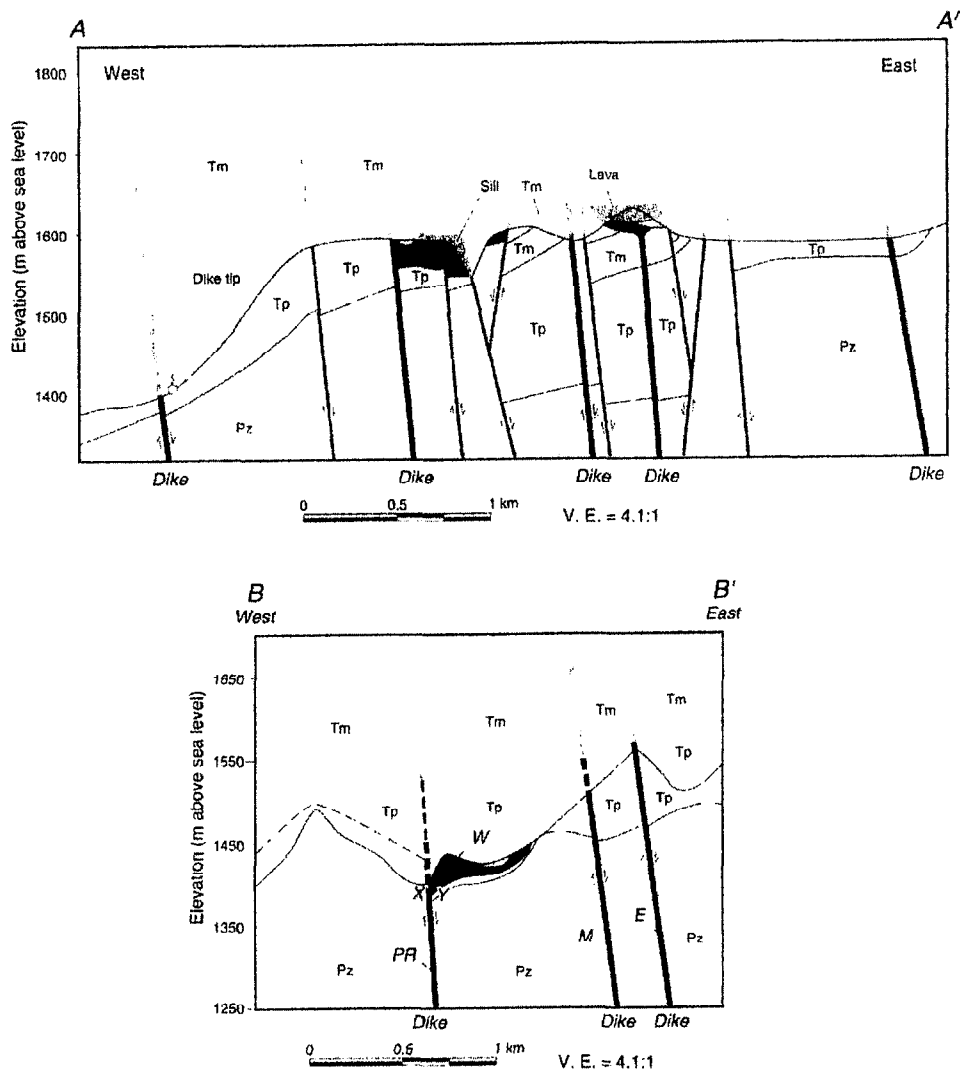 A A'
West East
Elevation (m above sea level)
1800
1700
1600
1500
1400
Tm Tm Sill Tm Lava
Tp Tp Tm Tm Tp
Dike tip Tp
Tp Tp Tp
Pz Pz
Dike Dike Dike Dike Dike
0 0.5 1 km V. E. = 4.1:1
B B'
West East
Elevation (m above sea level)
1650
1550
1450
1350
1250
Tm Tm Tm Tm
Tp
Tp Tp Tp Tp
W
X Y
PR M E
Pz Pz Pz
Dike Dike Dike
0 0.5 1 km V. E. = 4.1:1